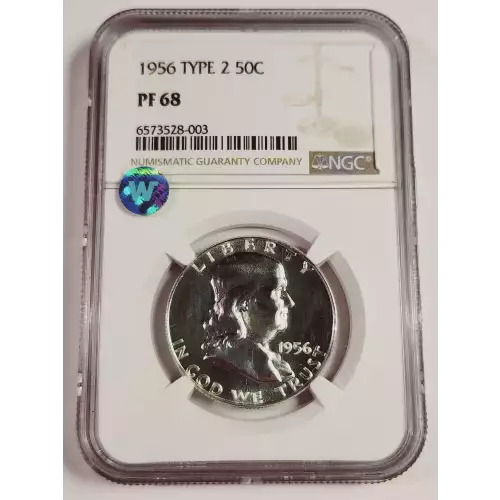 1956 TYPE 2 50C
PF 68
6573528-003
NUMISMATIC GUARANTY COMPANY NGC®
W
LIBERTY
1956
IN GOD WE TRUST